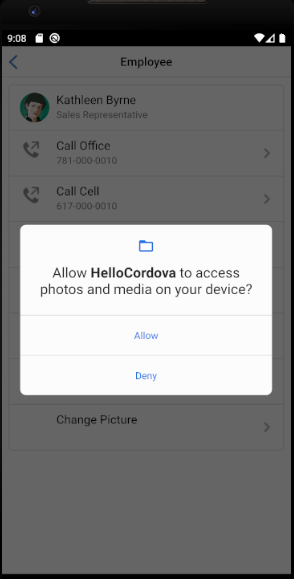 9:08
Employee
Kathleen Byrne
Sales Representative
Call Office
781-000-0010
Call Cell
617-000-0010
Allow HelloCordova to access
photos and media on your device?
Allow
Deny
Change Picture